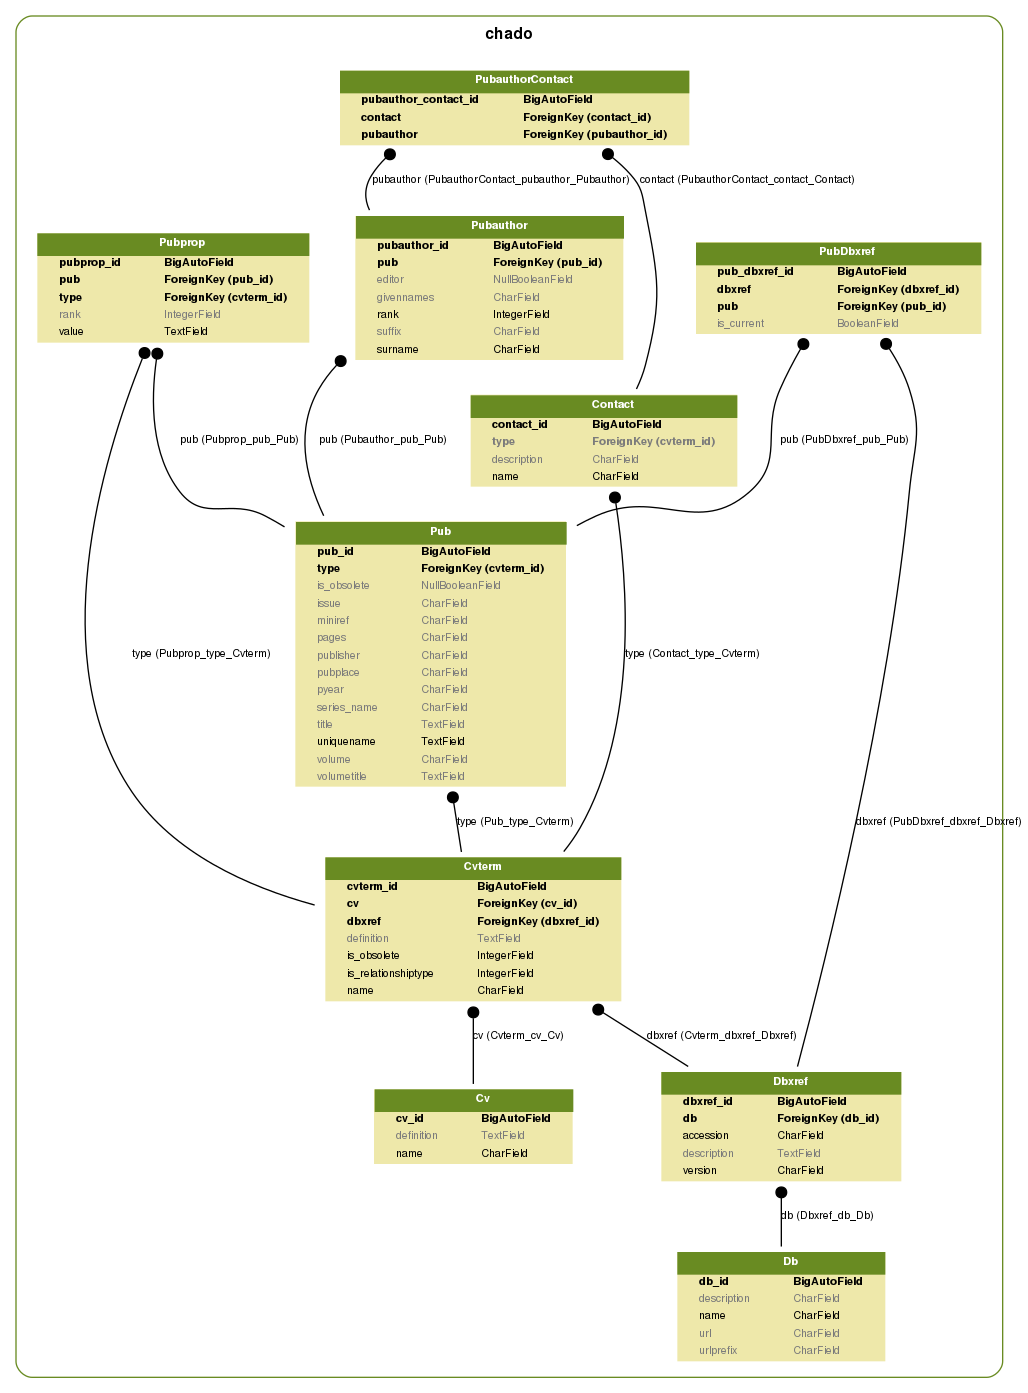 chado
PubauthorContact
pubauthor_contact_id BigAutoField
contact ForeignKey (contact_id)
pubauthor ForeignKey (pubauthor_id)
pubauthor (PubauthorContact_pubauthor_Pubauthor) contact (PubauthorContact_contact_Contact)
Pubprop
pubprop_id BigAutoField
pub ForeignKey (pub_id)
type ForeignKey (cvterm_id)
rank IntegerField
value TextField
Pubauthor
pubauthor_id BigAutoField
pub ForeignKey (pub_id)
editor NullBooleanField
givennames CharField
rank IntegerField
suffix CharField
surname CharField
PubDbxref
pub_dbxref_id BigAutoField
dbxref ForeignKey (dbxref_id)
pub ForeignKey (pub_id)
is_current BooleanField
Contact
contact_id BigAutoField
type ForeignKey (cvterm_id)
description CharField
name CharField
pub (Pubprop_pub_Pub) pub (Pubauthor_pub_Pub) pub (PubDbxref_pub_Pub)
Pub
pub_id BigAutoField
type ForeignKey (cvterm_id)
is_obsolete NullBooleanField
issue CharField
miniref CharField
pages CharField
publisher CharField
pubplace CharField
pyear CharField
series_name CharField
title TextField
uniquename TextField
volume CharField
volumetitle TextField
type (Pubprop_type_Cvterm) type (Contact_type_Cvterm)
type (Pub_type_Cvterm) dbxref (PubDbxref_dbxref_Dbxref)
Cvterm
cvterm_id BigAutoField
cv ForeignKey (cv_id)
dbxref ForeignKey (dbxref_id)
definition TextField
is_obsolete IntegerField
is_relationshiptype IntegerField
name CharField
cv (Cvterm_cv_Cv) dbxref (Cvterm_dbxref_Dbxref)
Cv
cv_id BigAutoField
definition TextField
name CharField
Dbxref
dbxref_id BigAutoField
db ForeignKey (db_id)
accession CharField
description TextField
version CharField
db (Dbxref_db_Db)
Db
db_id BigAutoField
description CharField
name CharField
url CharField
urlprefix CharField